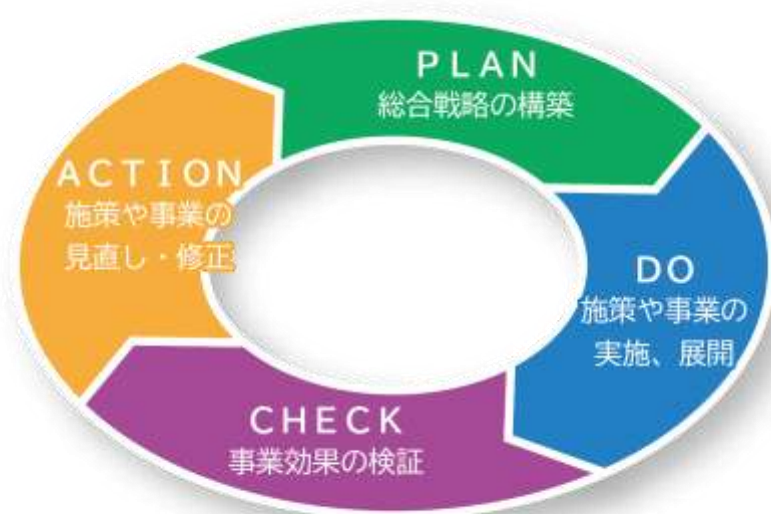 PLAN
総合戦略の構築
DO
施策や事業の
実施、展開
CHECK
事業効果の検証
ACTION
施策や事業の
見直し・修正